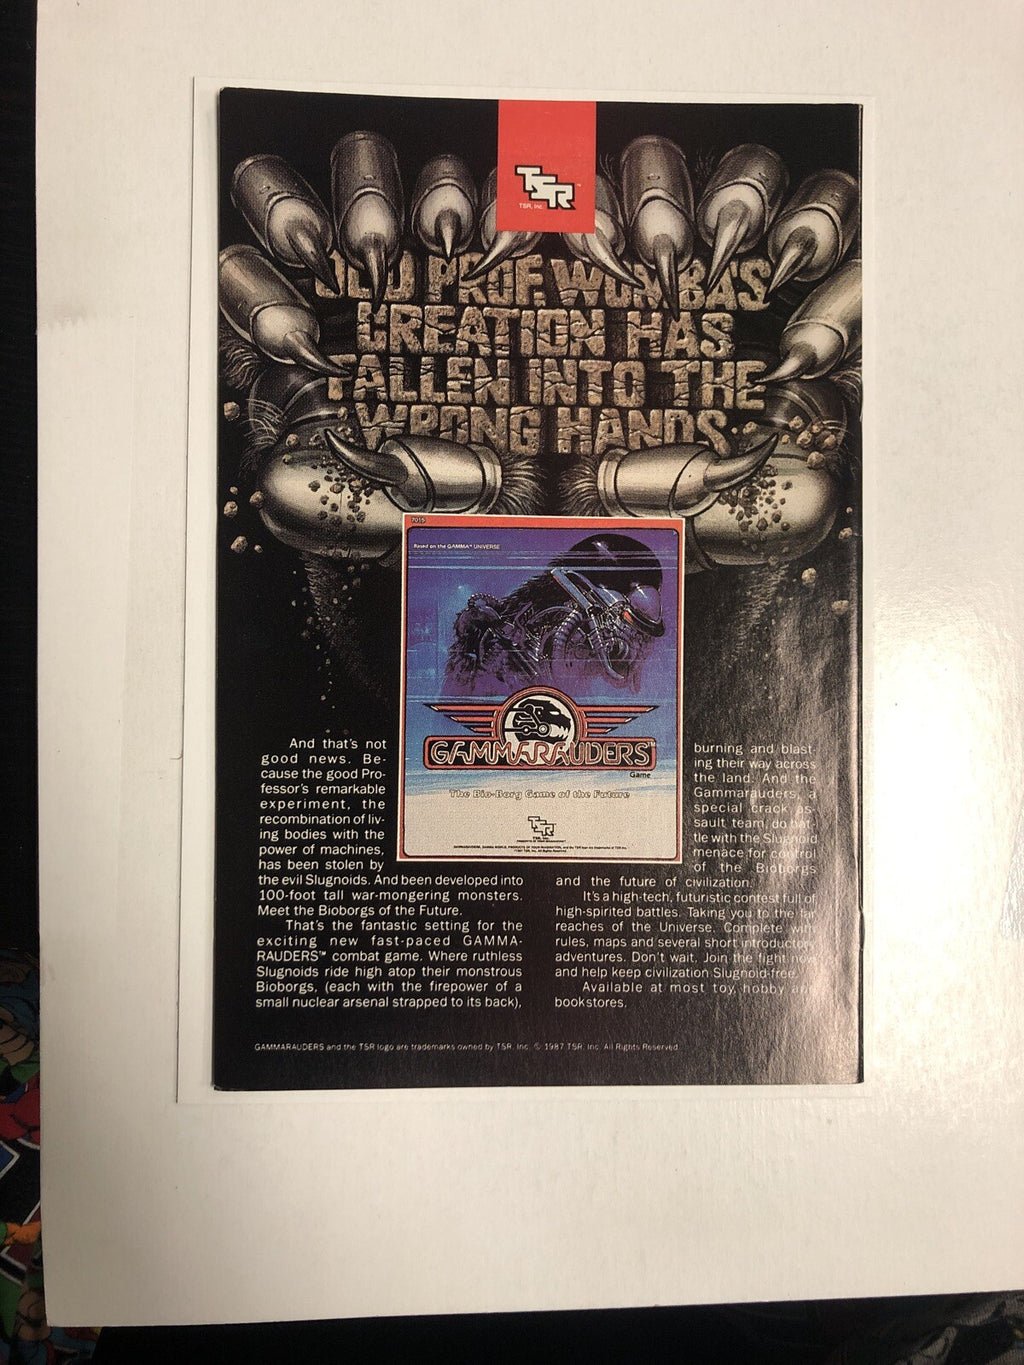 TSR™
TSR, Inc.
OLD PROF. WOMBA'S
CREATION HAS
FALLEN INTO THE
WRONG HANDS.
7015
Based on the GAMMA™ UNIVERSE
GAMMARAUDERS™
Game
The Bio-Borg Game of the Future
TSR, Inc.
PRODUCTS OF YOUR IMAGINATION™
And that's not
good news. Be-
cause the good Pro-
fessor's remarkable
experiment, the
recombination of liv-
ing bodies with the
power of machines,
has been stolen by
the evil Slugnoids. And been developed into
100-foot tall war-mongering monsters.
Meet the Bioborgs of the Future.
That's the fantastic setting for the
exciting new fast-paced GAMMA-
RAUDERS™ combat game. Where ruthless
Slugnoids ride high atop their monstrous
Bioborgs, (each with the firepower of a
small nuclear arsenal strapped to its back),
burning and blast-
ing their way across
the land. And the
Gammarauders, a
special crack as-
sault team, do bat-
tle with the Slugnoid
menace for control
of the Bioborgs
and the future of civilization.
It's a high-tech, futuristic contest full of
high-spirited battles. Taking you to the far
reaches of the Universe. Complete with
rules, maps and several short introductory
adventures. Don't wait. Join the fight now
and help keep civilization Slugnoid-free.
Available at most toy, hobby and
bookstores.
GAMMARAUDERS and the TSR logo are trademarks owned by TSR, Inc. © 1987 TSR, Inc. All Rights Reserved.